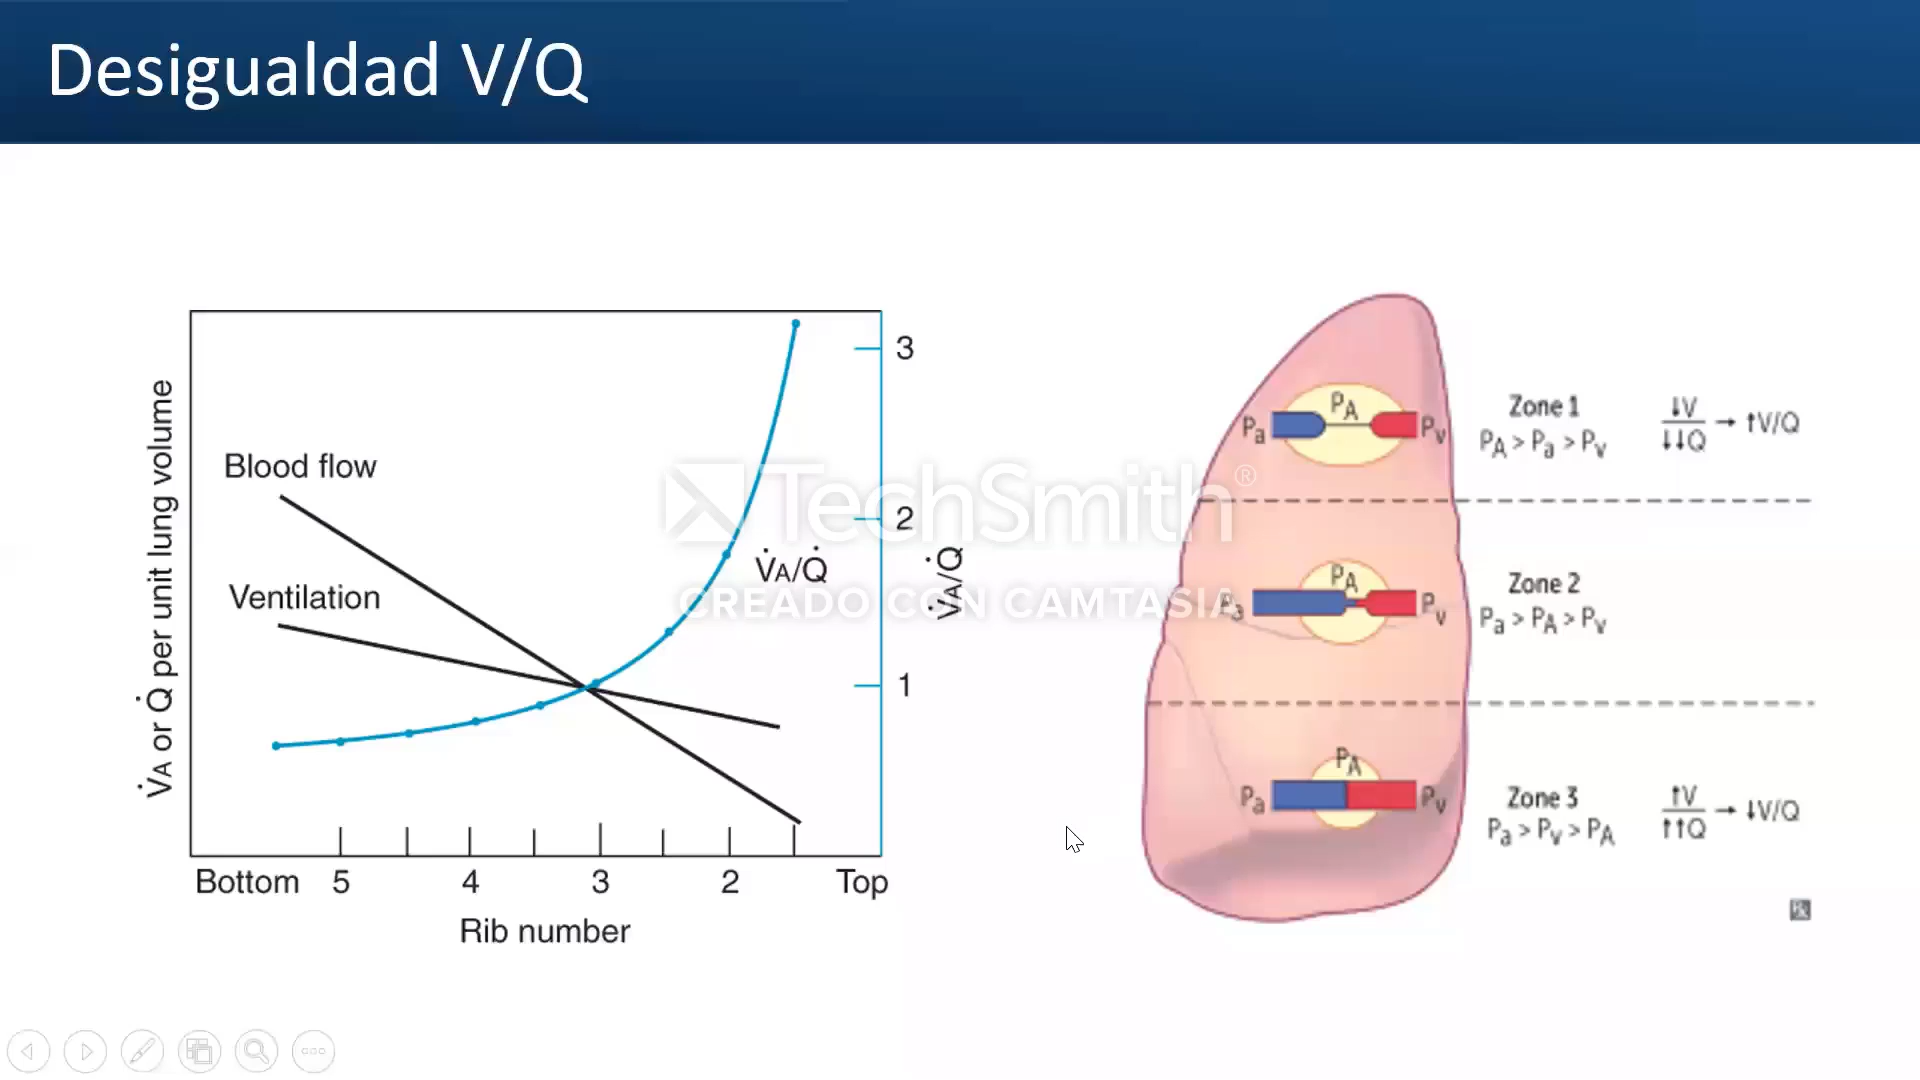 Desigualdad V/Q
V̇A or Q̇ per unit lung volume
Blood flow
Ventilation
V̇A/Q̇
3
2
1
V̇A/Q̇
Bottom 5 4 3 2 Top
Rib number
TechSmith®
CREADO CON CAMTASIA
Pa PA Pv
Zone 1
PA > Pa > Pv
↓V
↓↓Q → ↑V/Q
Pa PA Pv
Zone 2
Pa > PA > Pv
Pa PA Pv
Zone 3
Pa > Pv > PA
↑V
↑↑Q → ↓V/Q